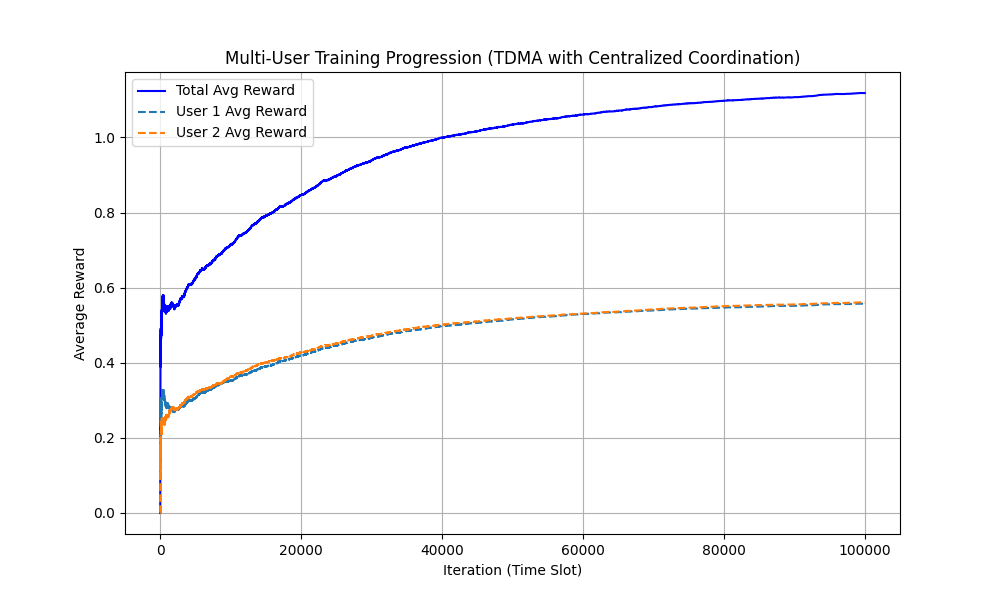 Multi-User Training Progression (TDMA with Centralized Coordination)
Total Avg Reward
User 1 Avg Reward
User 2 Avg Reward
Average Reward
1.0
0.8
0.6
0.4
0.2
0.0
0 20000 40000 60000 80000 100000
Iteration (Time Slot)